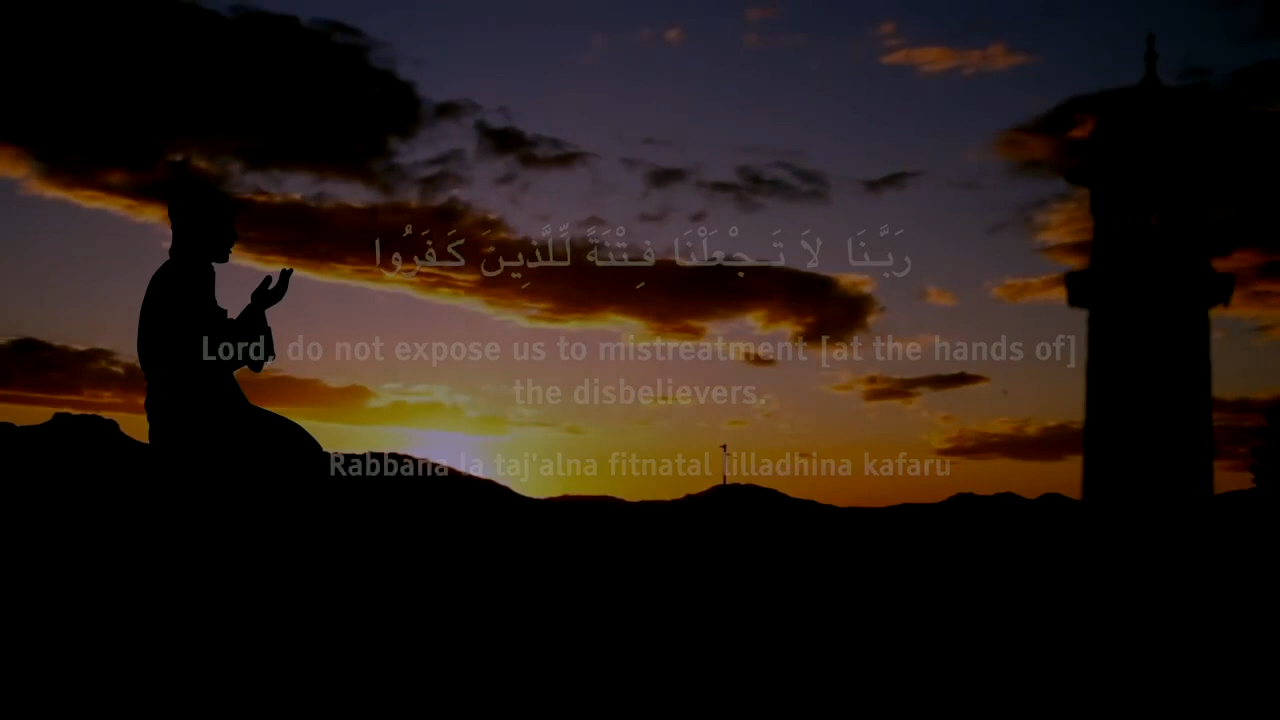 رَبَّنَا لاَ تَجْعَلْنَا فِتْنَةً لِّلَّذِينَ كَفَرُوا
Lord, do not expose us to mistreatment [at the hands of]
the disbelievers.
Rabbana la taj'alna fitnatal lilladhina kafaru